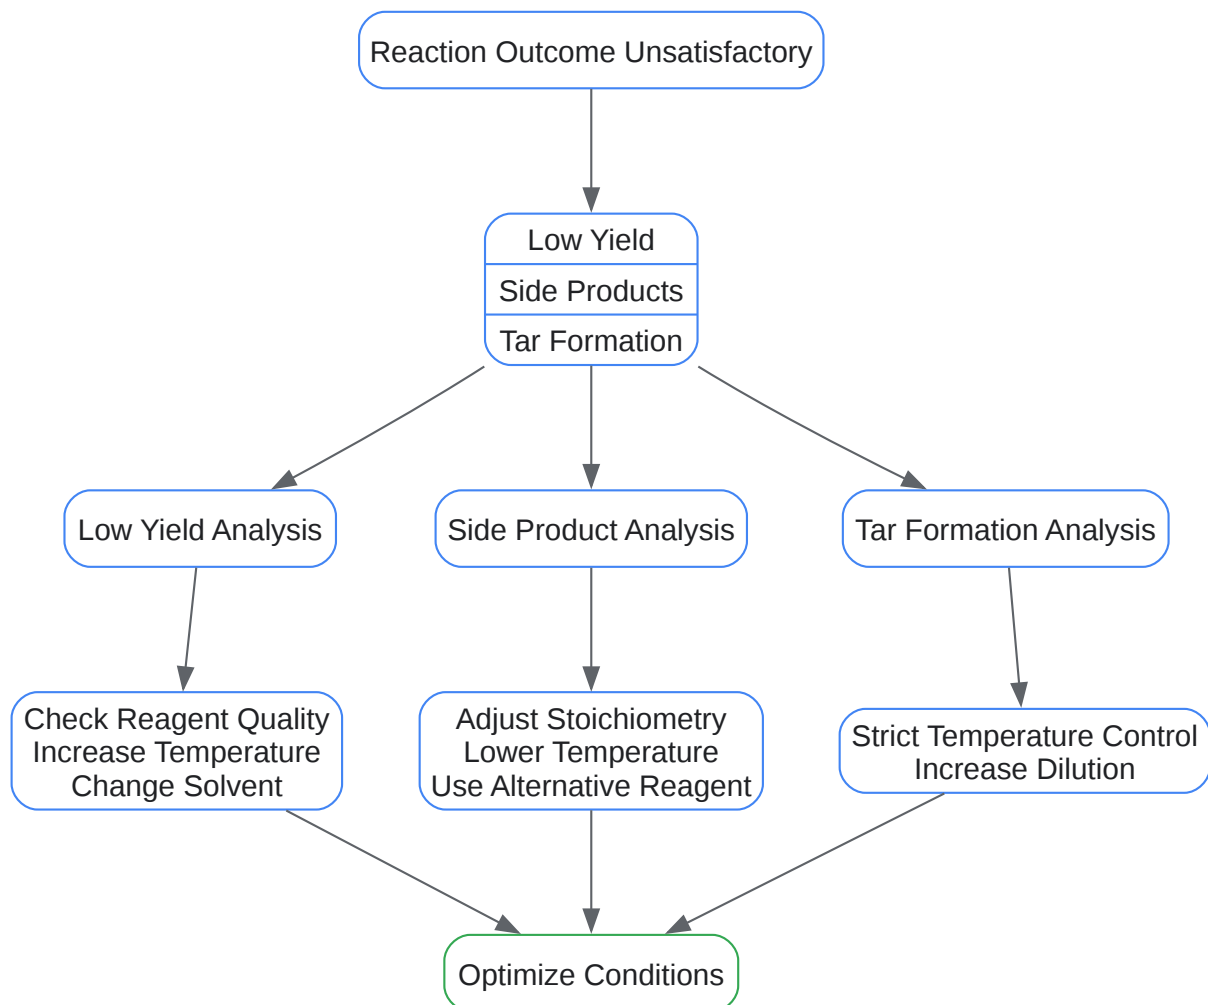 Reaction Outcome Unsatisfactory
Low Yield
Side Products
Tar Formation
Low Yield Analysis
Side Product Analysis
Tar Formation Analysis
Check Reagent Quality
Increase Temperature
Change Solvent
Adjust Stoichiometry
Lower Temperature
Use Alternative Reagent
Strict Temperature Control
Increase Dilution
Optimize Conditions